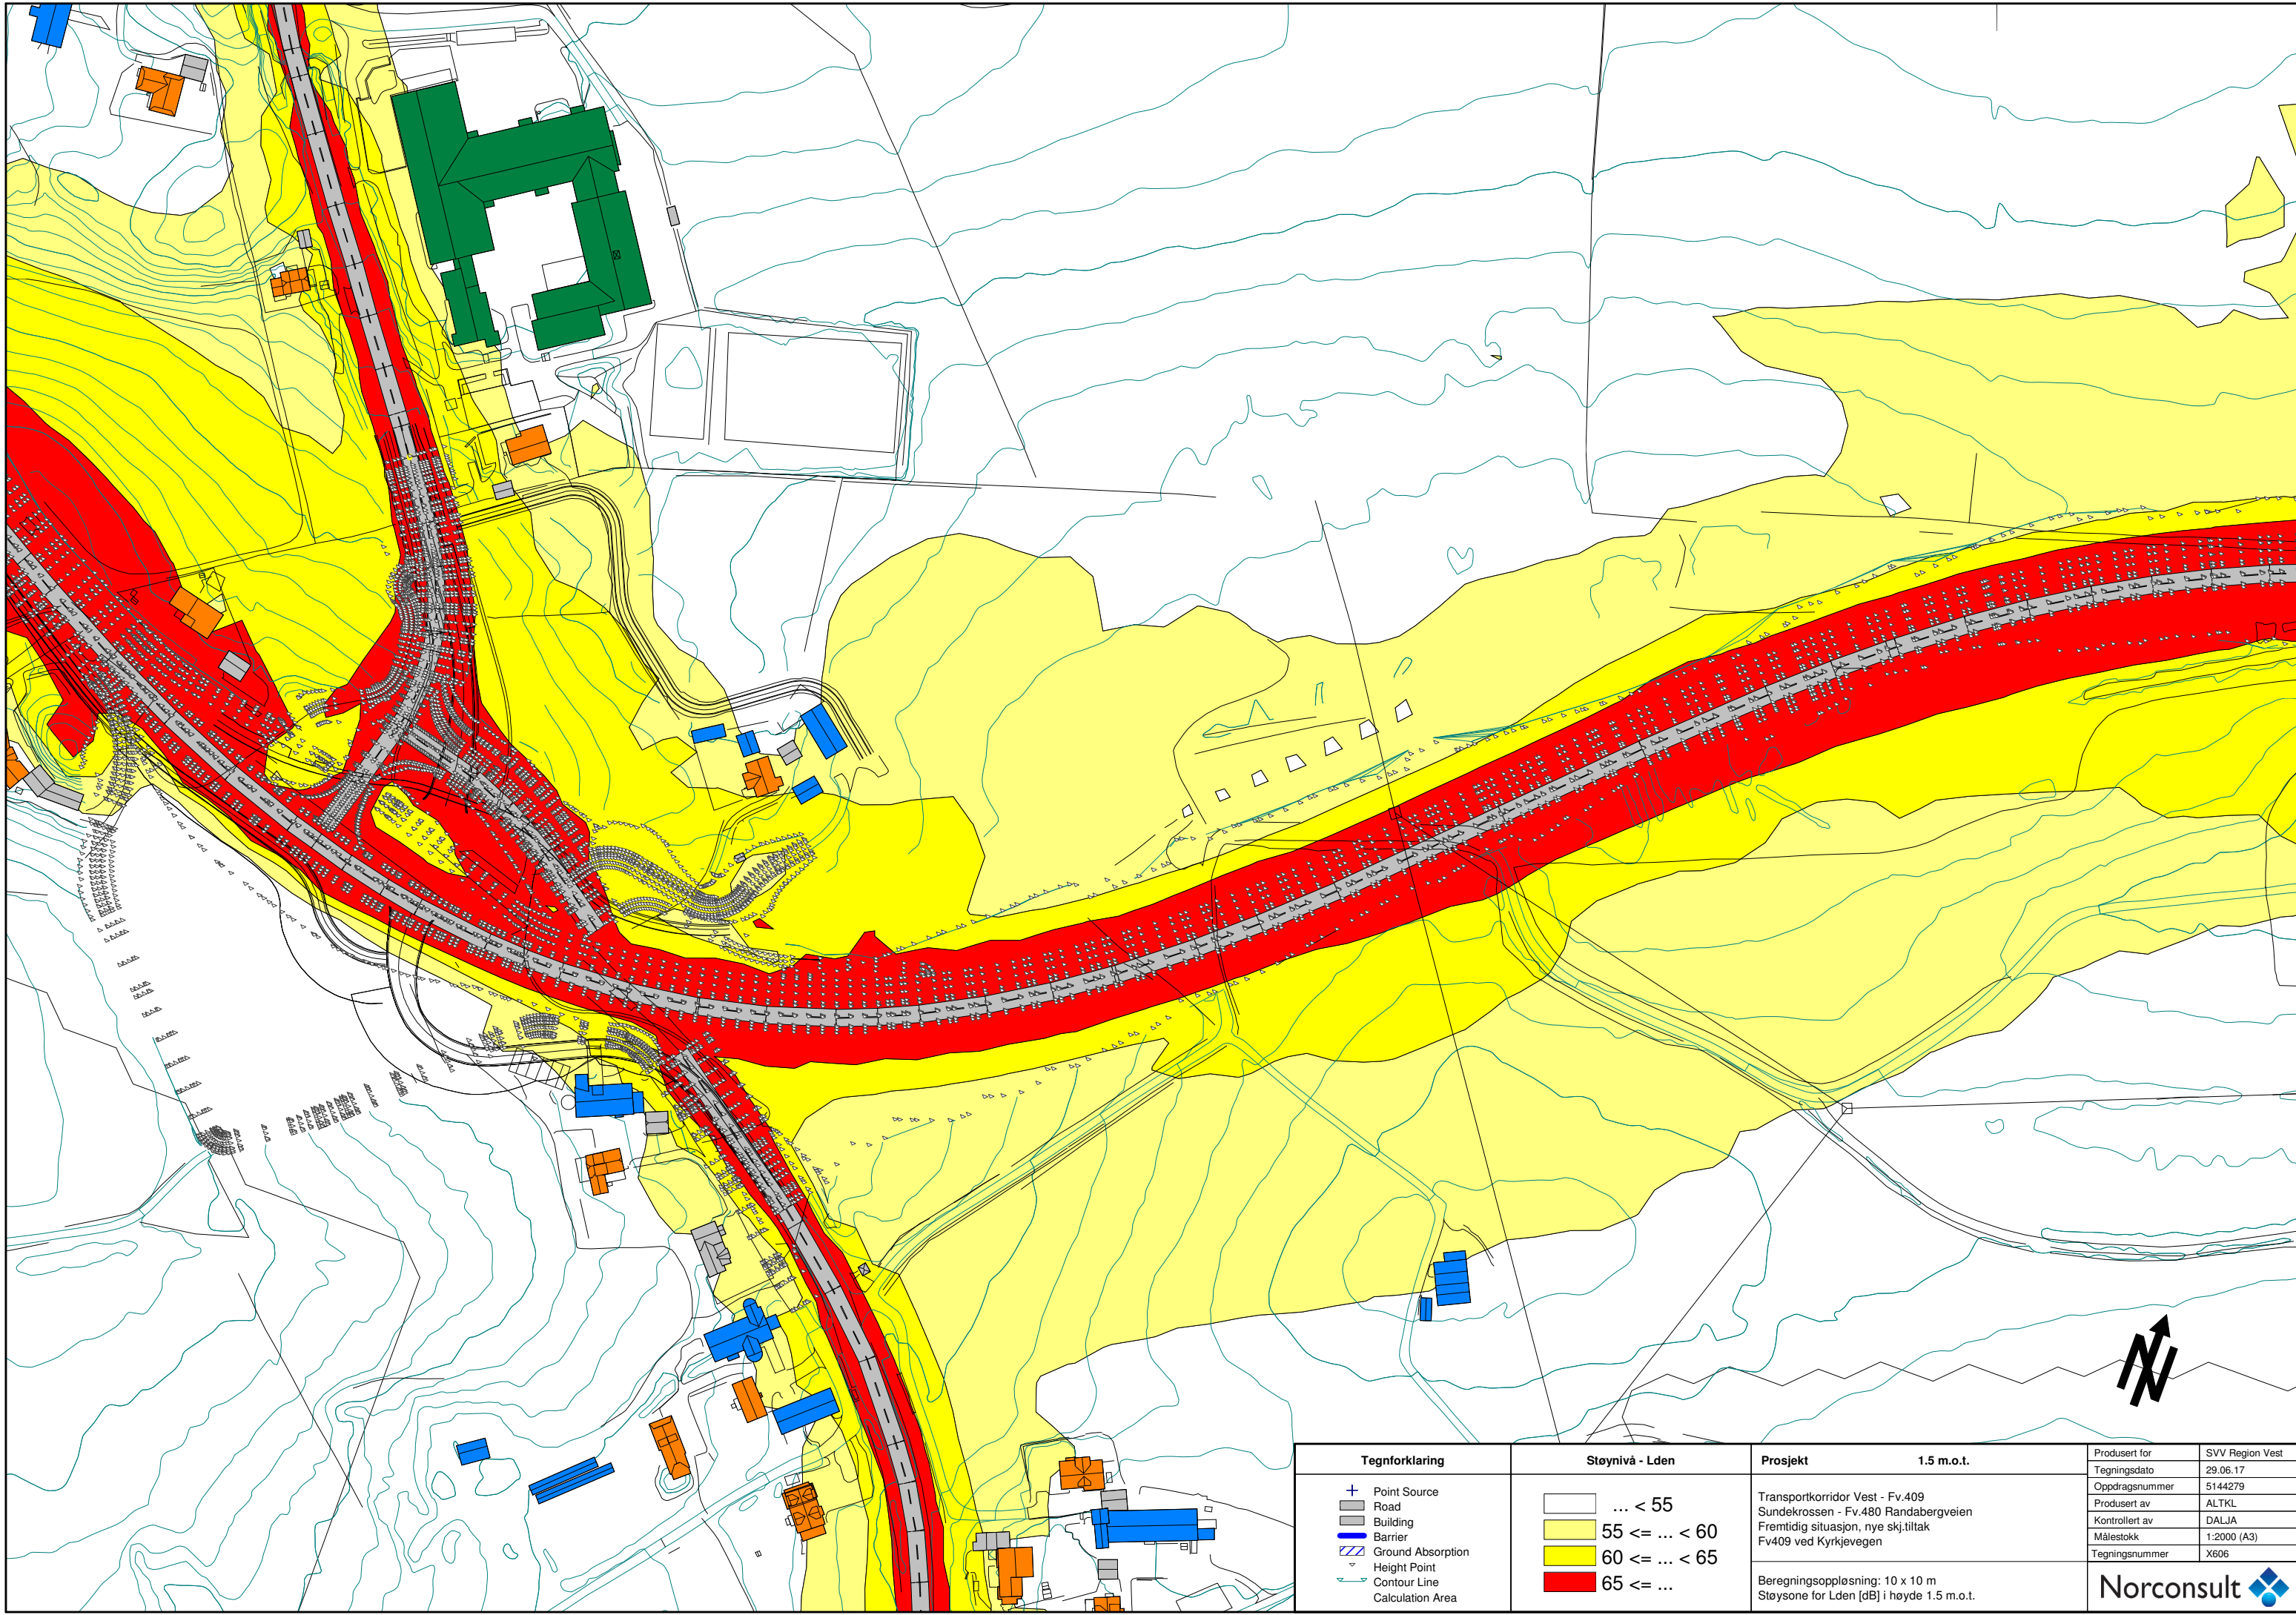 Tegnforklaring
Point Source
Road
Building
Barrier
Ground Absorption
Height Point
Contour Line
Calculation Area
Støynivå - Lden
... < 55
55 <= ... < 60
60 <= ... < 65
65 <= ...
Prosjekt 1.5 m.o.t.
Transportkorridor Vest - Fv.409
Sundekrossen - Fv.480 Randabergveien
Fremtidig situasjon, nye skj.tiltak
Fv409 ved Kyrkjevegen
Beregningsoppløsning: 10 x 10 m
Støysone for Lden [dB] i høyde 1.5 m.o.t.
Produsert for SVV Region Vest
Tegningsdato 29.06.17
Oppdragsnummer 5144279
Produsert av ALTKL
Kontrollert av DALJA
Målestokk 1:2000 (A3)
Tegningsnummer X606
Norconsult
N